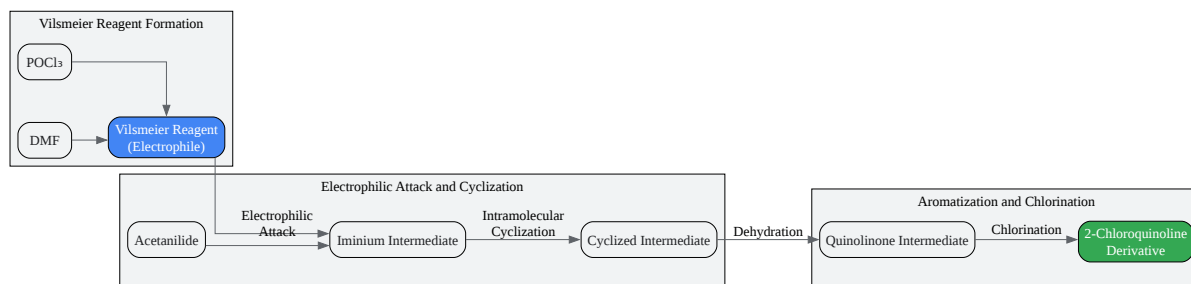 Vilsmeier Reagent Formation
POCl₃
DMF
Vilsmeier Reagent
(Electrophile)
Electrophilic Attack and Cyclization
Acetanilide
Electrophilic
Attack
Iminium Intermediate
Intramolecular
Cyclization
Cyclized Intermediate
Dehydration
Aromatization and Chlorination
Quinolinone Intermediate
Chlorination
2-Chloroquinoline
Derivative